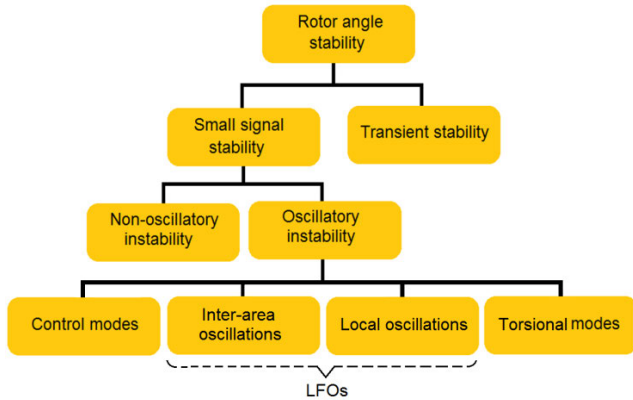 Rotor angle
stability
Small signal
stability
Transient stability
Non-oscillatory
instability
Oscillatory
instability
Control modes
Inter-area
oscillations
Local oscillations
Torsional modes
LFOs